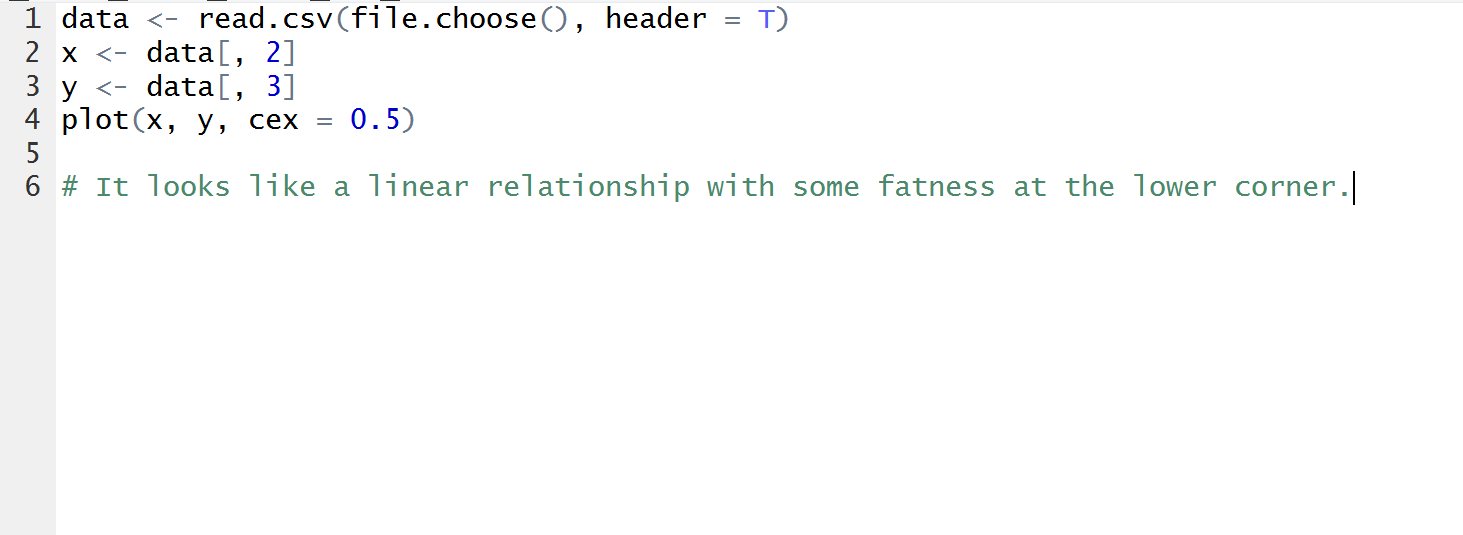 1 data <- read.csv(file.choose(), header = T)
2 x <- data[, 2]
3 y <- data[, 3]
4 plot(x, y, cex = 0.5)
5
6 # It looks like a linear relationship with some fatness at the lower corner.